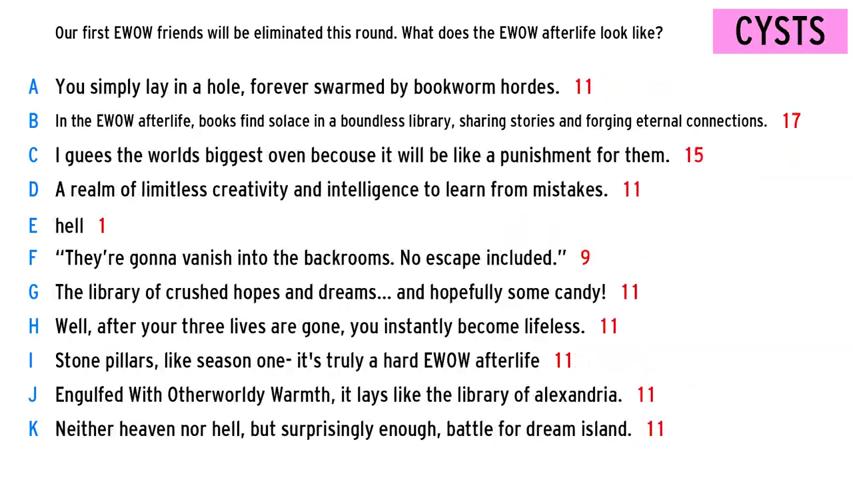 Our first EWOW friends will be eliminated this round. What does the EWOW afterlife look like?
CYSTS
A You simply lay in a hole, forever swarmed by bookworm hordes. 11
B In the EWOW afterlife, books find solace in a boundless library, sharing stories and forging eternal connections. 17
C I guees the worlds biggest oven becouse it will be like a punishment for them. 15
D A realm of limitless creativity and intelligence to learn from mistakes. 11
E hell 1
F “They’re gonna vanish into the backrooms. No escape included.” 9
G The library of crushed hopes and dreams... and hopefully some candy! 11
H Well, after your three lives are gone, you instantly become lifeless. 11
I Stone pillars, like season one- it's truly a hard EWOW afterlife 11
J Engulfed With Otherworldy Warmth, it lays like the library of alexandria. 11
K Neither heaven nor hell, but surprisingly enough, battle for dream island. 11